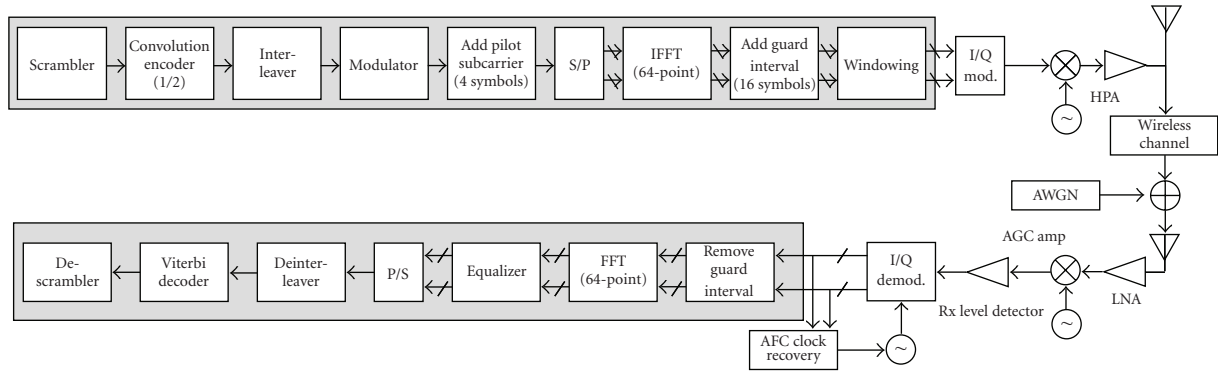 Scrambler
Convolution
encoder
(1/2)
Inter-
leaver
Modulator
Add pilot
subcarrier
(4 symbols)
S/P
IFFT
(64-point)
Add guard
interval
(16 symbols)
Windowing
I/Q
mod.
HPA
∼
Wireless
channel
AWGN
De-
scrambler
Viterbi
decoder
Deinter-
leaver
P/S
Equalizer
FFT
(64-point)
Remove
guard
interval
I/Q
demod.
AGC amp
Rx level detector
LNA
∼
AFC clock
recovery
∼